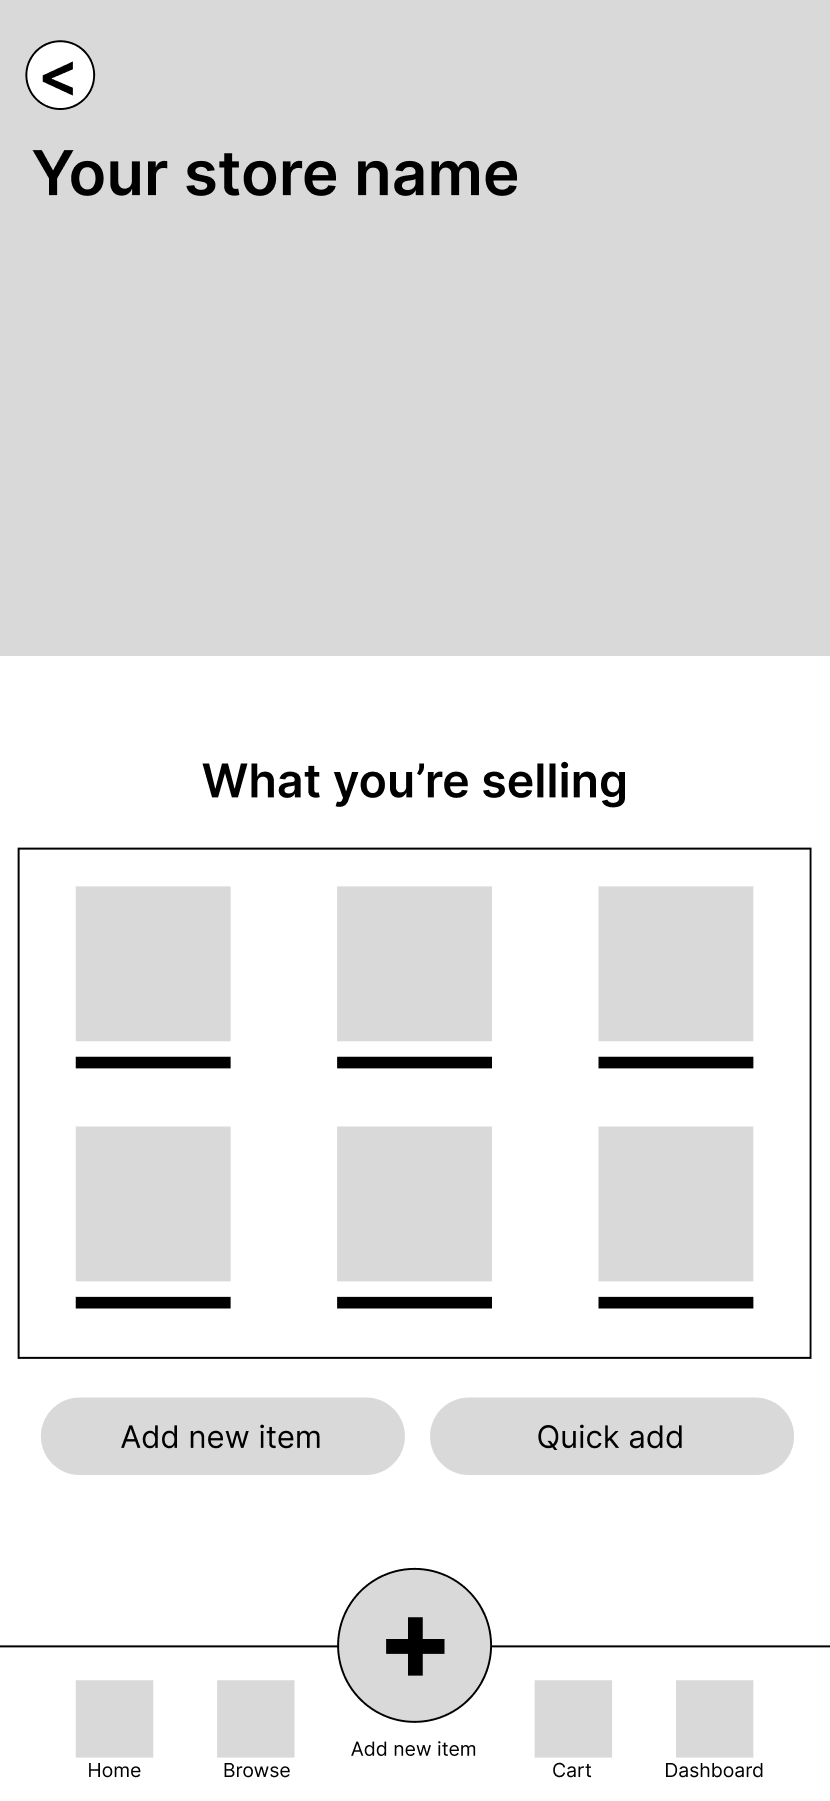 <
Your store name
What you’re selling
Add new item
Quick add
+
Add new item
Home
Browse
Cart
Dashboard